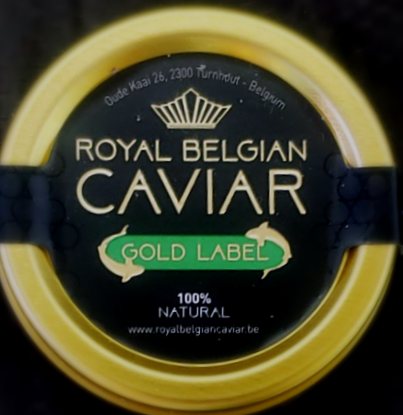 Oude Kaai 26, 2300 Turnhout - Belgium
ROYAL BELGIAN
CAVIAR
GOLD LABEL
100%
NATURAL
www.royalbelgiancaviar.be